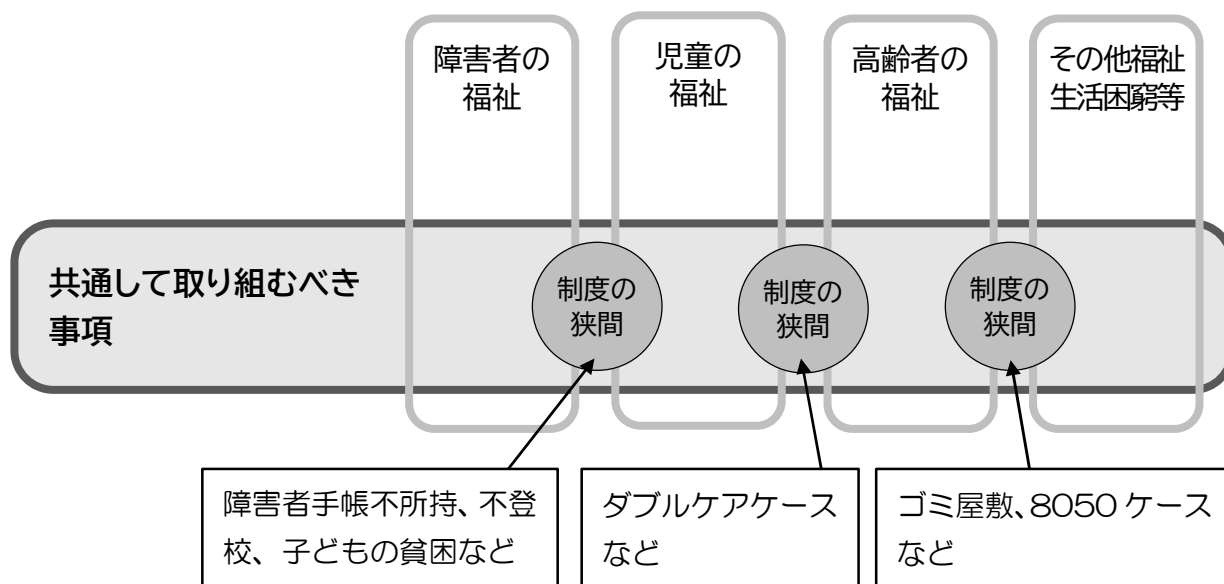 障害者の
福祉
児童の
福祉
高齢者の
福祉
その他福祉
生活困窮等
共通して取り組むべき
事項
制度の
狭間
制度の
狭間
制度の
狭間
障害者手帳不所持、不登
校、子どもの貧困など
ダブルケアケース
など
ゴミ屋敷、8050 ケース
など